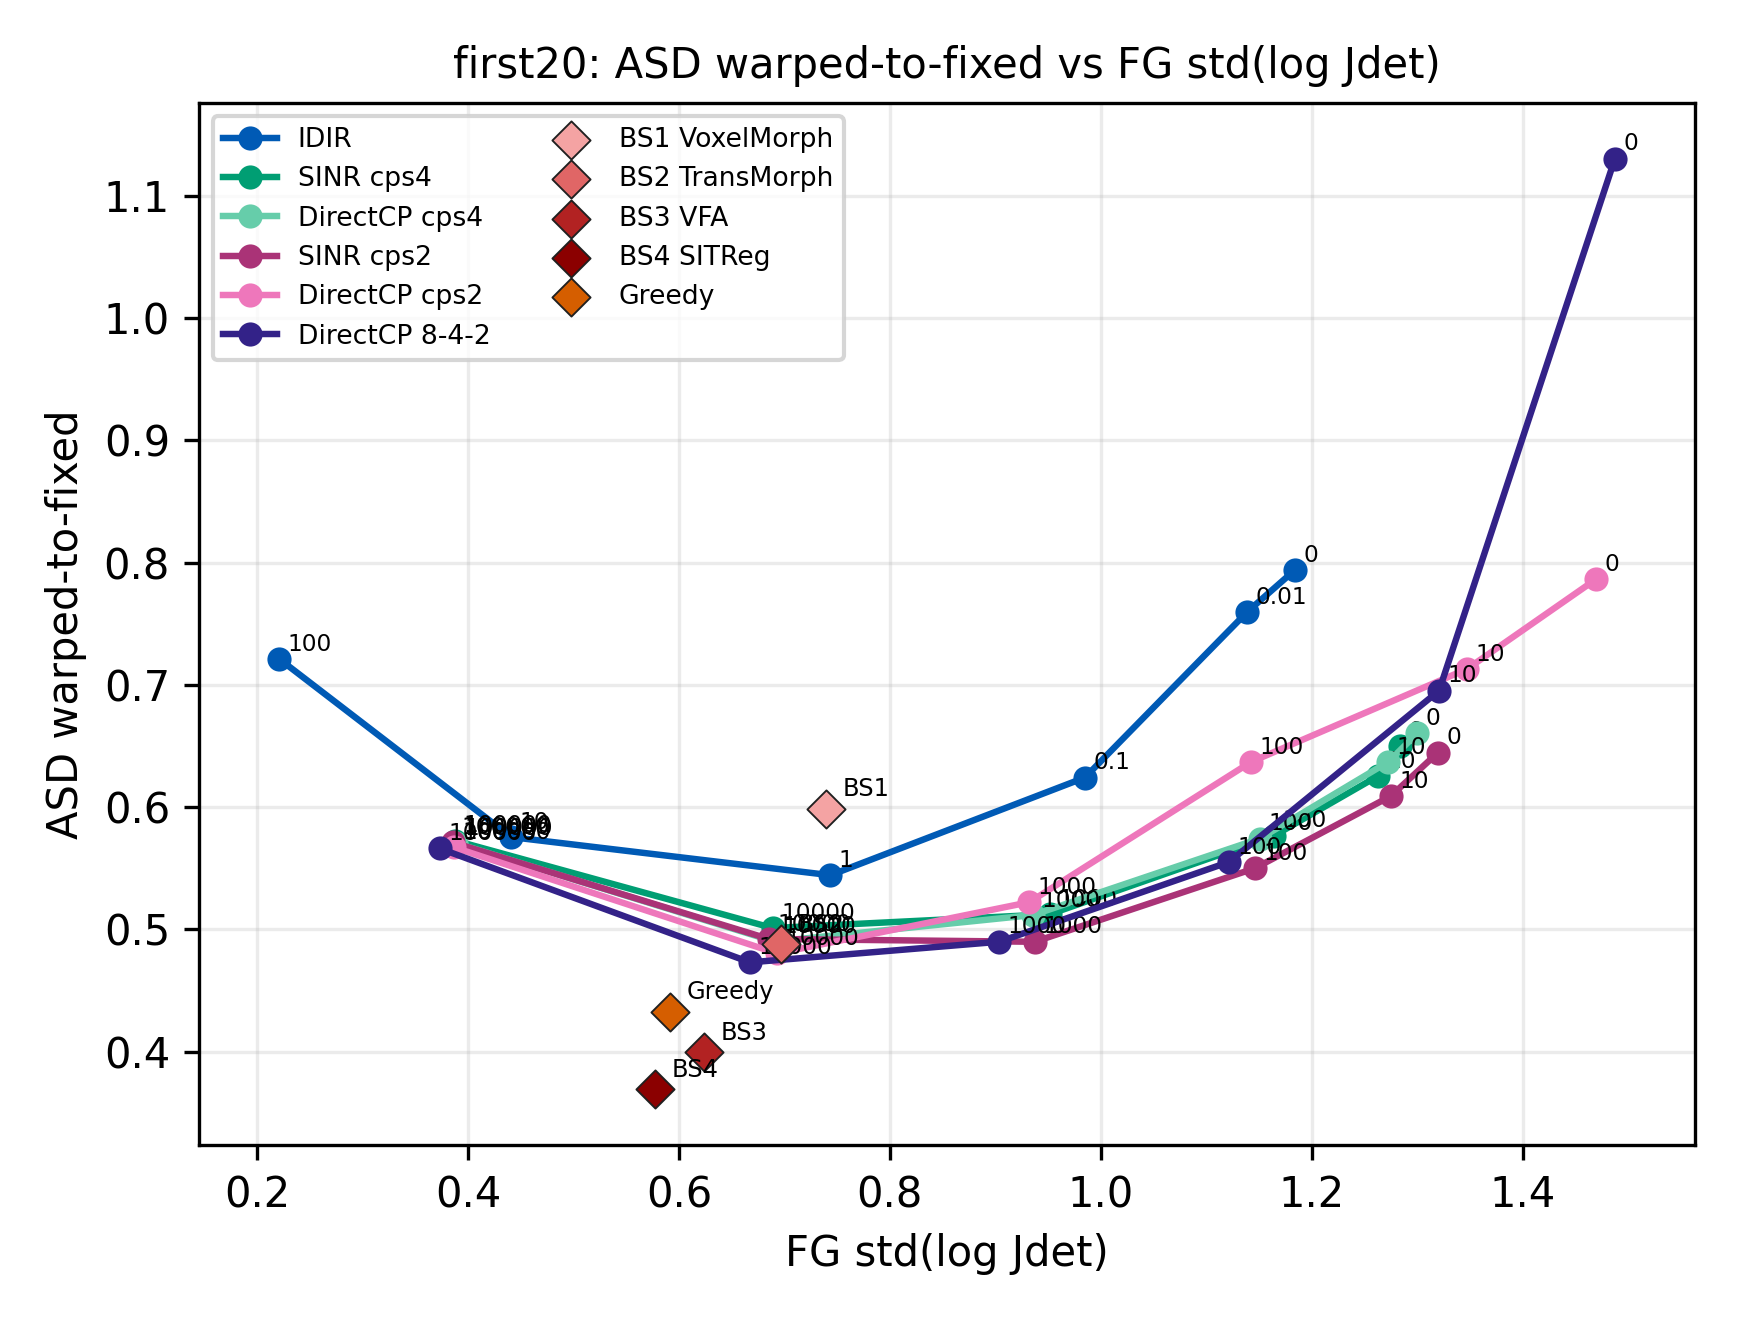 first20: ASD warped-to-fixed vs FG std(log Jdet)
IDIR
SINR cps4
DirectCP cps4
SINR cps2
DirectCP cps2
DirectCP 8-4-2
BS1 VoxelMorph
BS2 TransMorph
BS3 VFA
BS4 SITReg
Greedy
ASD warped-to-fixed
1.1
1.0
0.9
0.8
0.7
0.6
0.5
0.4
0
0
0.01
0
100
10
10
0
0
10
0
10
100
0.1
BS1
10
1
100
100
1000
1000
1000
1000
10000
10000
Greedy
BS3
BS4
0.2
0.4
0.6
0.8
1.0
1.2
1.4
FG std(log Jdet)